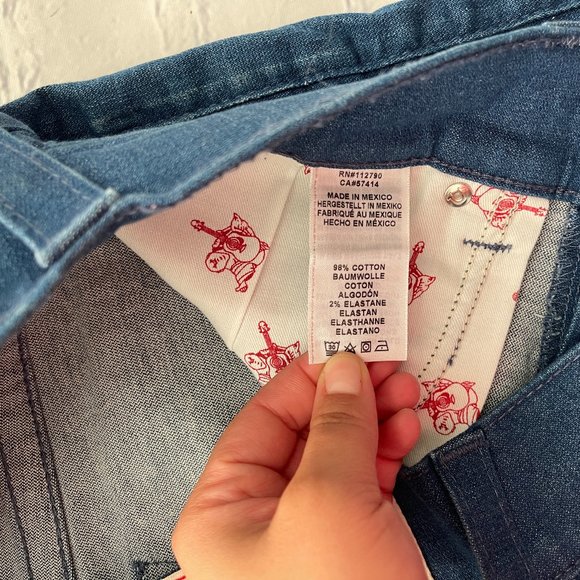 RN#112790
CA#57414
MADE IN MEXICO
HERGESTELLT IN MEXIKO
FABRIQUÉ AU MEXIQUE
HECHO EN MÉXICO
98% COTTON
BAUMWOLLE
COTON
ALGODÓN
2% ELASTANE
ELASTAN
ELASTHANNE
ELASTANO
30